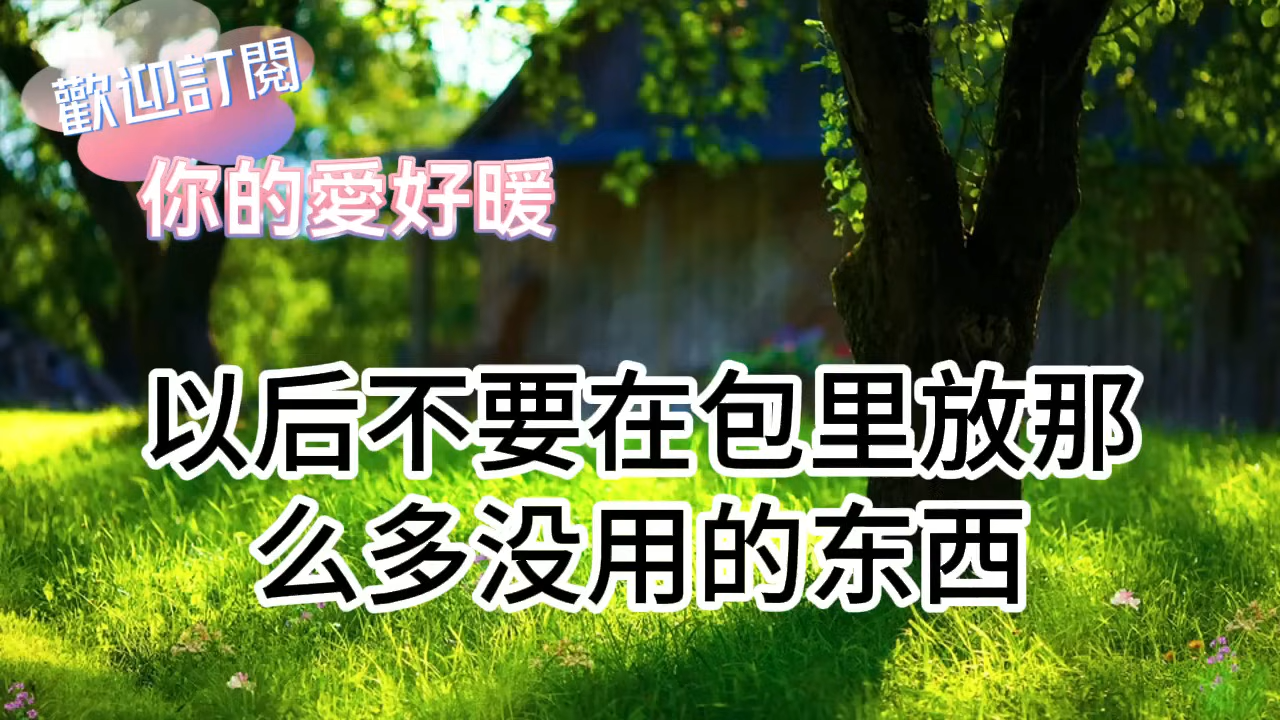 歡迎訂閱
你的愛好暖
以后不要在包里放那
么多没用的东西